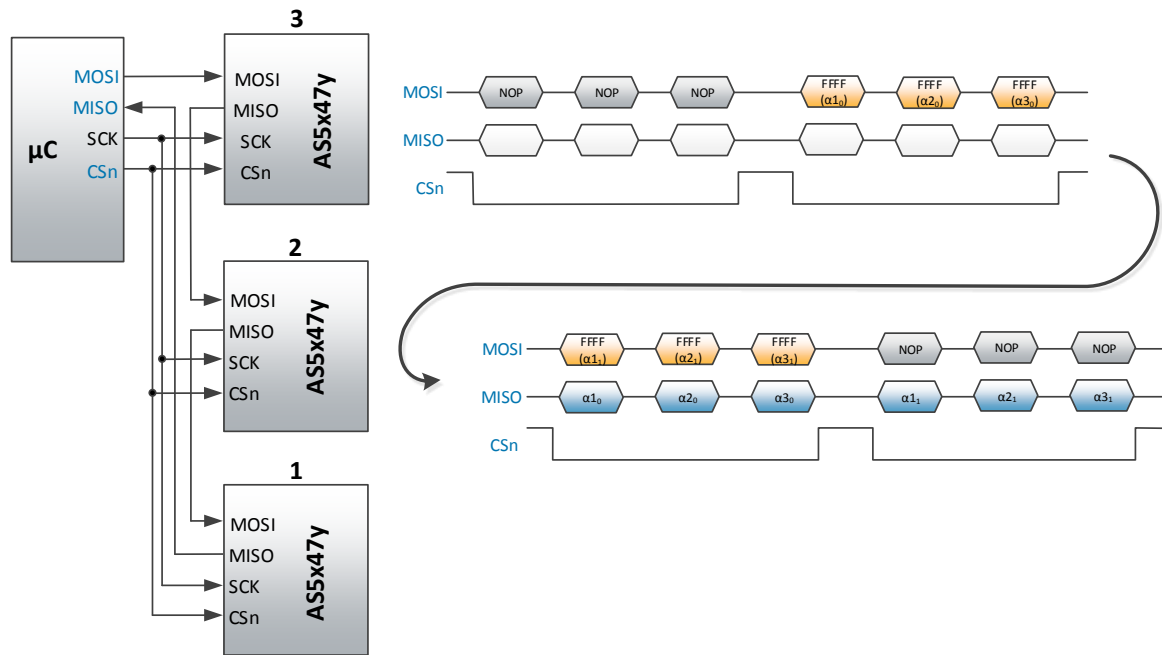 3
µC
MOSI
MISO
SCK
CSn
MOSI
MISO
SCK
CSn
AS5x47y
2
MOSI
MISO
SCK
CSn
AS5x47y
1
MOSI
MISO
SCK
CSn
AS5x47y
MOSI
NOP
NOP
NOP
FFFF
(α1₀)
FFFF
(α2₀)
FFFF
(α3₀)
MISO
CSn
MOSI
FFFF
(α1₁)
FFFF
(α2₁)
FFFF
(α3₁)
NOP
NOP
NOP
MISO
α1₀
α2₀
α3₀
α1₁
α2₁
α3₁
CSn